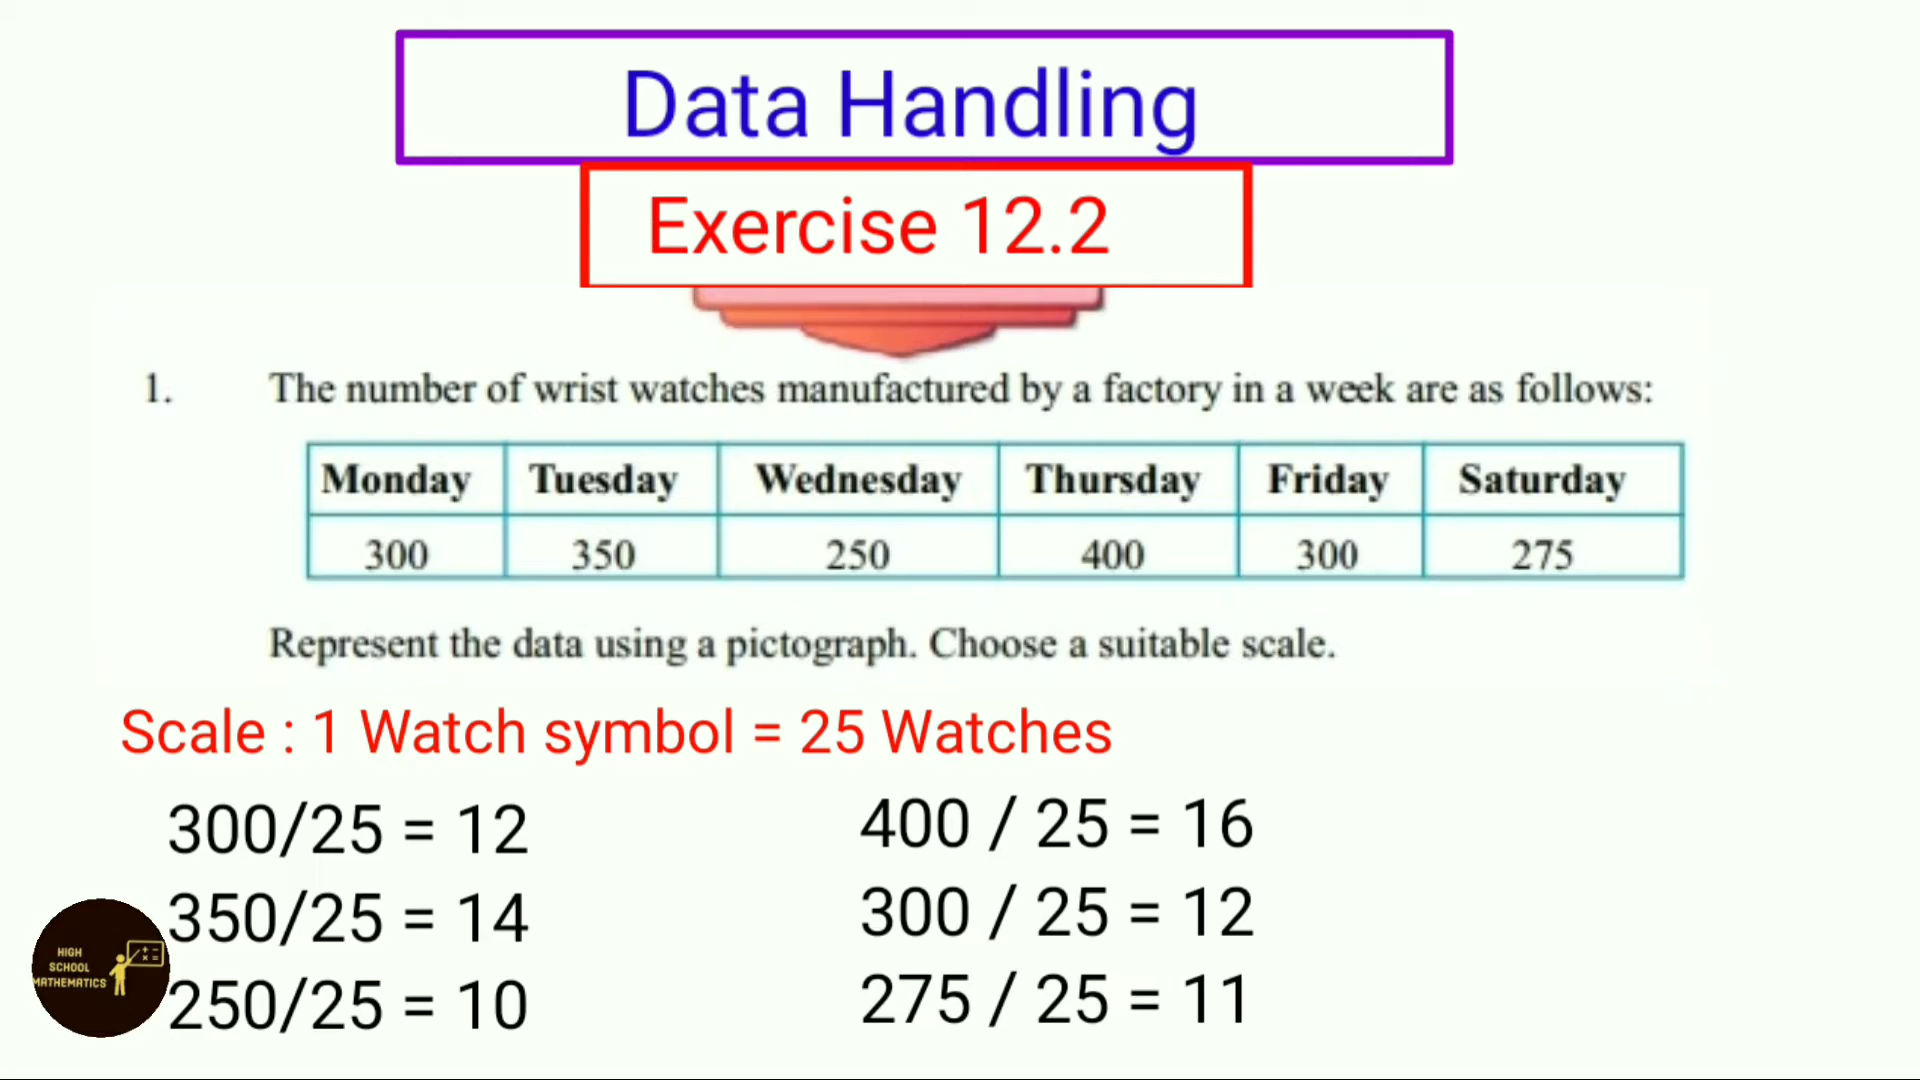 Data Handling
Exercise 12.2
1. The number of wrist watches manufactured by a factory in a week are as follows:
Monday Tuesday Wednesday Thursday Friday Saturday
300 350 250 400 300 275
Represent the data using a pictograph. Choose a suitable scale.
Scale : 1 Watch symbol = 25 Watches
300/25 = 12
350/25 = 14
250/25 = 10
400 / 25 = 16
300 / 25 = 12
275 / 25 = 11
HIGH
SCHOOL
MATHEMATICS
+ -
× =